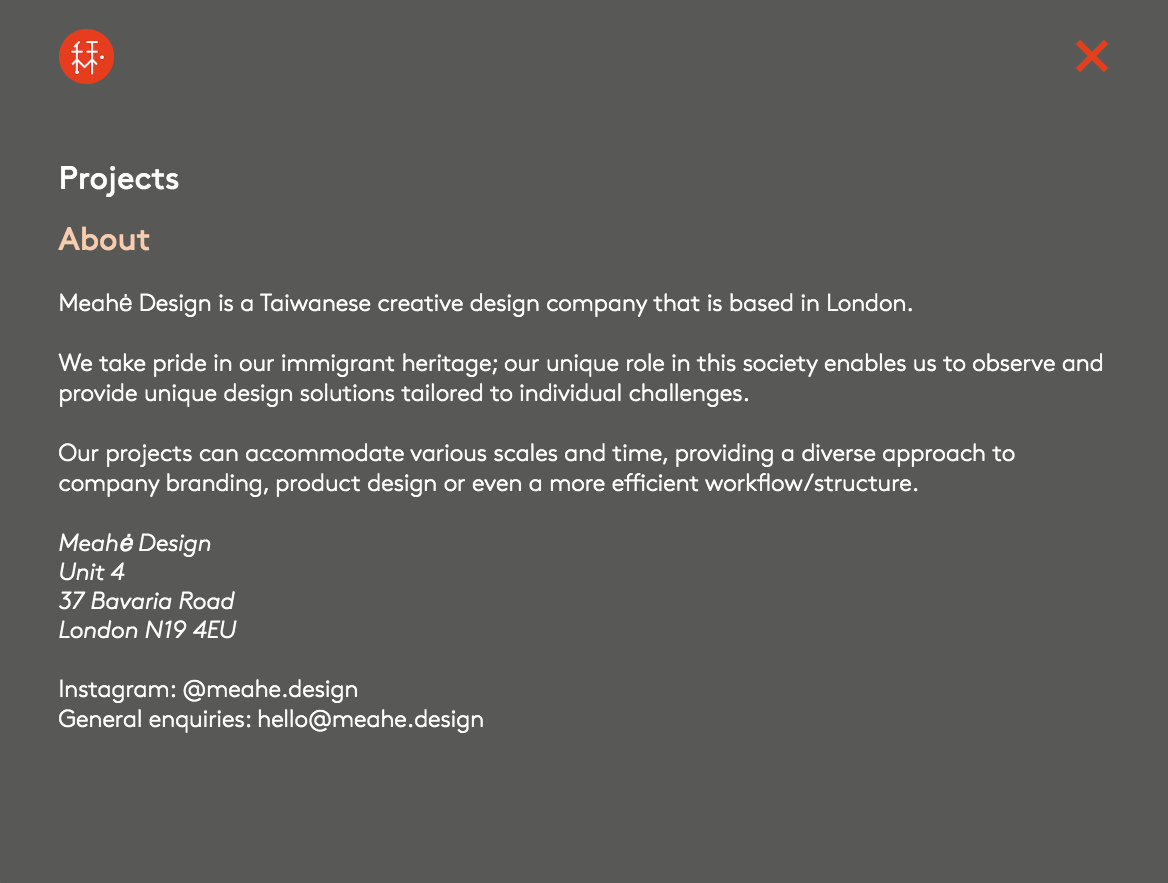 Projects
About
Meahė Design is a Taiwanese creative design company that is based in London.
We take pride in our immigrant heritage; our unique role in this society enables us to observe and
provide unique design solutions tailored to individual challenges.
Our projects can accommodate various scales and time, providing a diverse approach to
company branding, product design or even a more efficient workflow/structure.
Meahė Design
Unit 4
37 Bavaria Road
London N19 4EU
Instagram: @meahe.design
General enquiries: hello@meahe.design